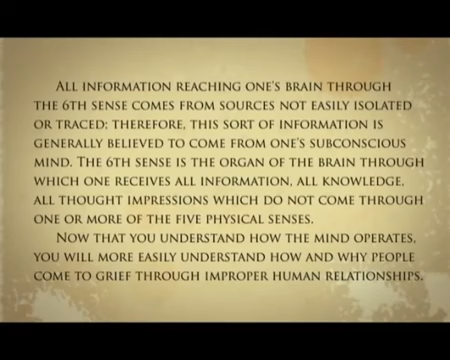 All information reaching one's brain through
the 6th sense comes from sources not easily isolated
or traced; therefore, this sort of information is
generally believed to come from one's subconscious
mind. The 6th sense is the organ of the brain through
which one receives all information, all knowledge,
all thought impressions which do not come through
one or more of the five physical senses.
Now that you understand how the mind operates,
you will more easily understand how and why people
come to grief through improper human relationships.